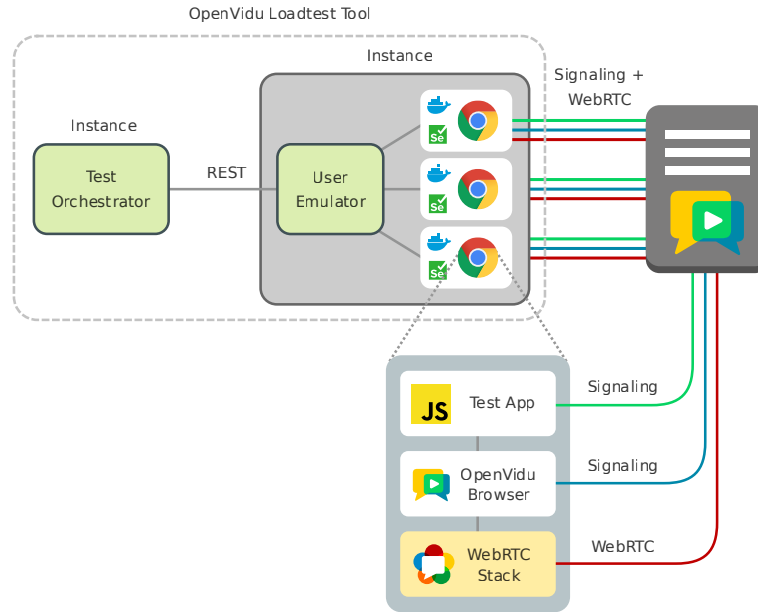 OpenVidu Loadtest Tool
Instance
Signaling +
WebRTC
Instance
Test
Orchestrator
REST
User
Emulator
Se
Se
Se
JS
Test App
Signaling
OpenVidu
Browser
Signaling
WebRTC
Stack
WebRTC